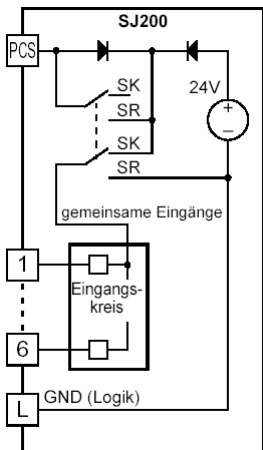 SJ200
PCS
SK
24V
+
SR
–
SK
SR
gemeinsame Eingänge
1
Eingangs-
kreis
6
GND (Logik)
L